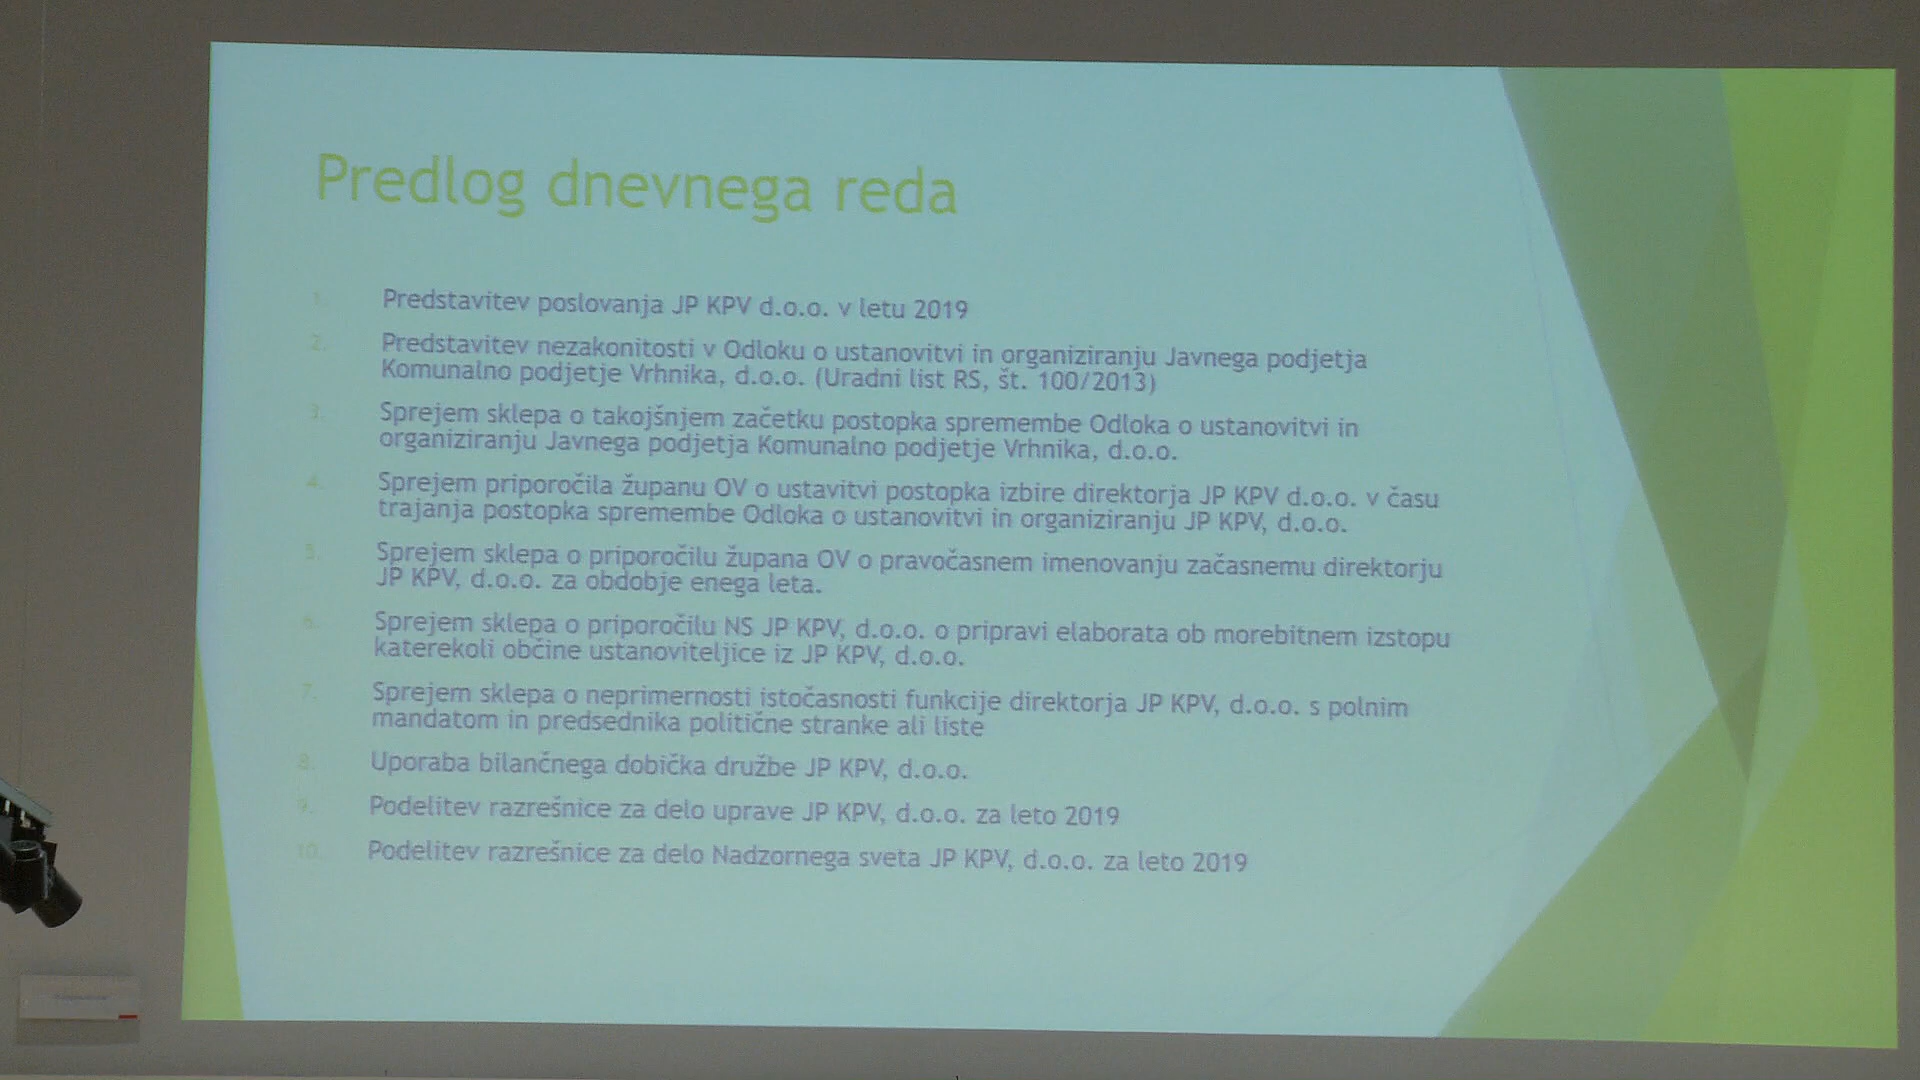 Predlog dnevnega reda
1. Predstavitev poslovanja JP KPV d.o.o. v letu 2019
2. Predstavitev nezakonitosti v Odloku o ustanovitvi in organiziranju Javnega podjetja
Komunalno podjetje Vrhnika, d.o.o. (Uradni list RS, št. 100/2013)
3. Sprejem sklepa o takojšnjem začetku postopka spremembe Odloka o ustanovitvi in
organiziranju Javnega podjetja Komunalno podjetje Vrhnika, d.o.o.
4. Sprejem priporočila županu OV o ustavitvi postopka izbire direktorja JP KPV d.o.o. v času
trajanja postopka spremembe Odloka o ustanovitvi in organiziranju JP KPV, d.o.o.
5. Sprejem sklepa o priporočilu župana OV o pravočasnem imenovanju začasnemu direktorju
JP KPV, d.o.o. za obdobje enega leta.
6. Sprejem sklepa o priporočilu NS JP KPV, d.o.o. o pripravi elaborata ob morebitnem izstopu
katerekoli občine ustanoviteljice iz JP KPV, d.o.o.
7. Sprejem sklepa o neprimernosti istočasnosti funkcije direktorja JP KPV, d.o.o. s polnim
mandatom in predsednika politične stranke ali liste
8. Uporaba bilančnega dobička družbe JP KPV, d.o.o.
9. Podelitev razrešnice za delo uprave JP KPV, d.o.o. za leto 2019
10. Podelitev razrešnice za delo Nadzornega sveta JP KPV, d.o.o. za leto 2019